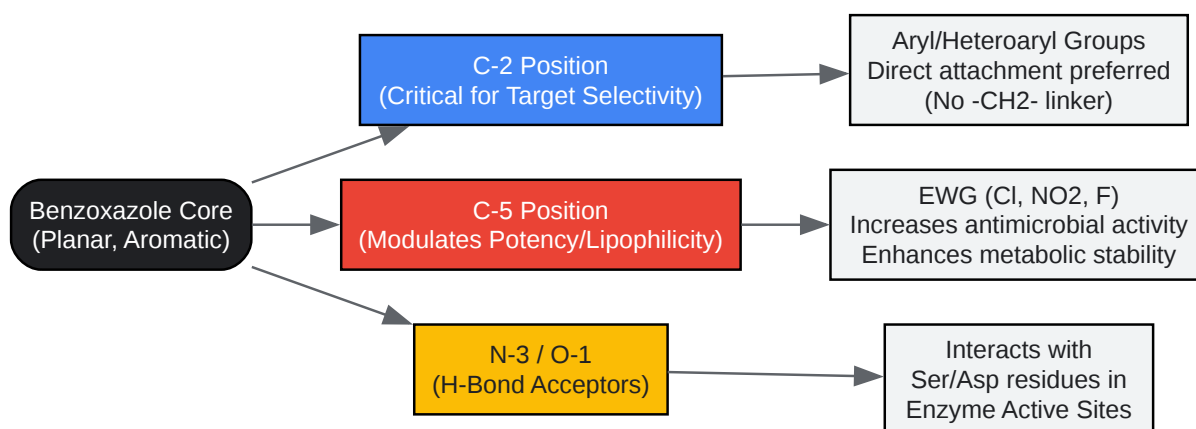 Benzoxazole Core
(Planar, Aromatic)
C-2 Position
(Critical for Target Selectivity)
Aryl/Heteroaryl Groups
Direct attachment preferred
(No -CH2- linker)
C-5 Position
(Modulates Potency/Lipophilicity)
EWG (Cl, NO2, F)
Increases antimicrobial activity
Enhances metabolic stability
N-3 / O-1
(H-Bond Acceptors)
Interacts with
Ser/Asp residues in
Enzyme Active Sites